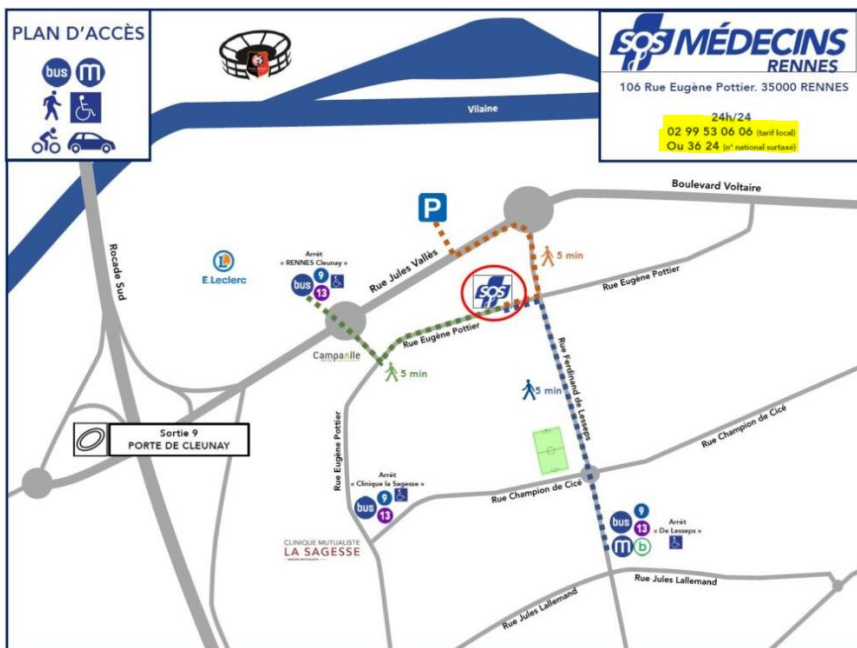 PLAN D'ACCÈS
bus m
SOS MÉDECINS
RENNES
106 Rue Eugène Pottier. 35000 RENNES
24h/24
02 99 53 06 06 (tarif local)
Ou 36 24 (n° national surtaxé)
Vilaine
Boulevard Voltaire
P
Rue Jules Vallès
5 min
Rue Eugène Pottier
Rocade Sud
E.Leclerc
Arrêt
« RENNES Cleunay »
bus 9
13
SOS
Rue Eugène Pottier
Campanile
5 min
5 min
Rue Ferdinand de Lesseps
Sortie 9
PORTE DE CLEUNAY
Rue Eugène Pottier
Rue Champion de Cicé
Arrêt
« Clinique la Sagesse »
bus 9
13
Rue Champion de Cicé
CLINIQUE MUTUALISTE
LA SAGESSE
bus 9
13
m b
Arrêt
« De Lesseps »
Rue Jules Lallemand
Rue Jules Lallemand